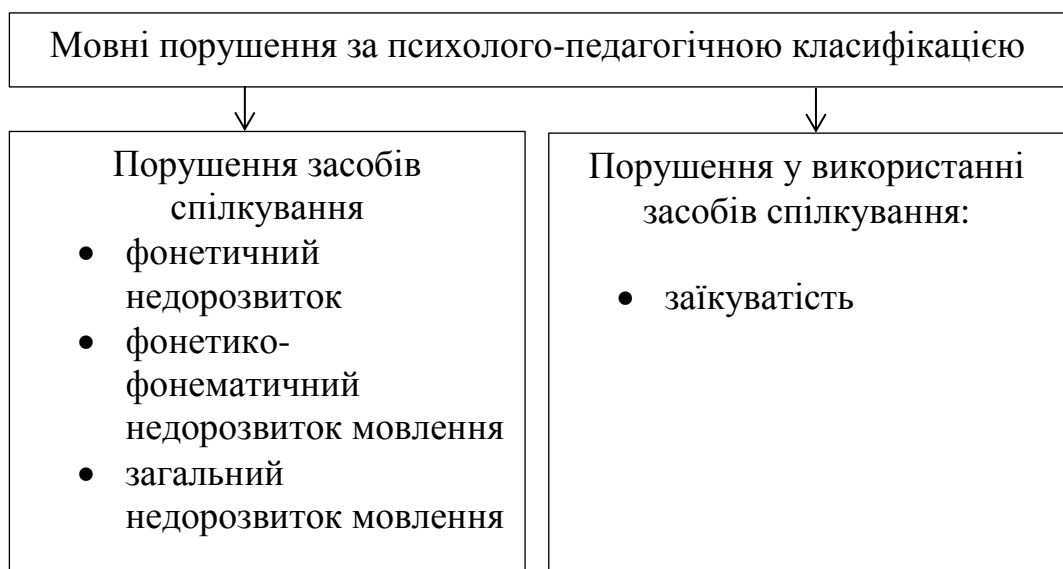 Мовні порушення за психолого-педагогічною класифікацією
Порушення засобів
спілкування
• фонетичний
недорозвиток
• фонетико-
фонематичний
недорозвиток мовлення
• загальний
недорозвиток мовлення
Порушення у використанні
засобів спілкування:
• заїкуватість